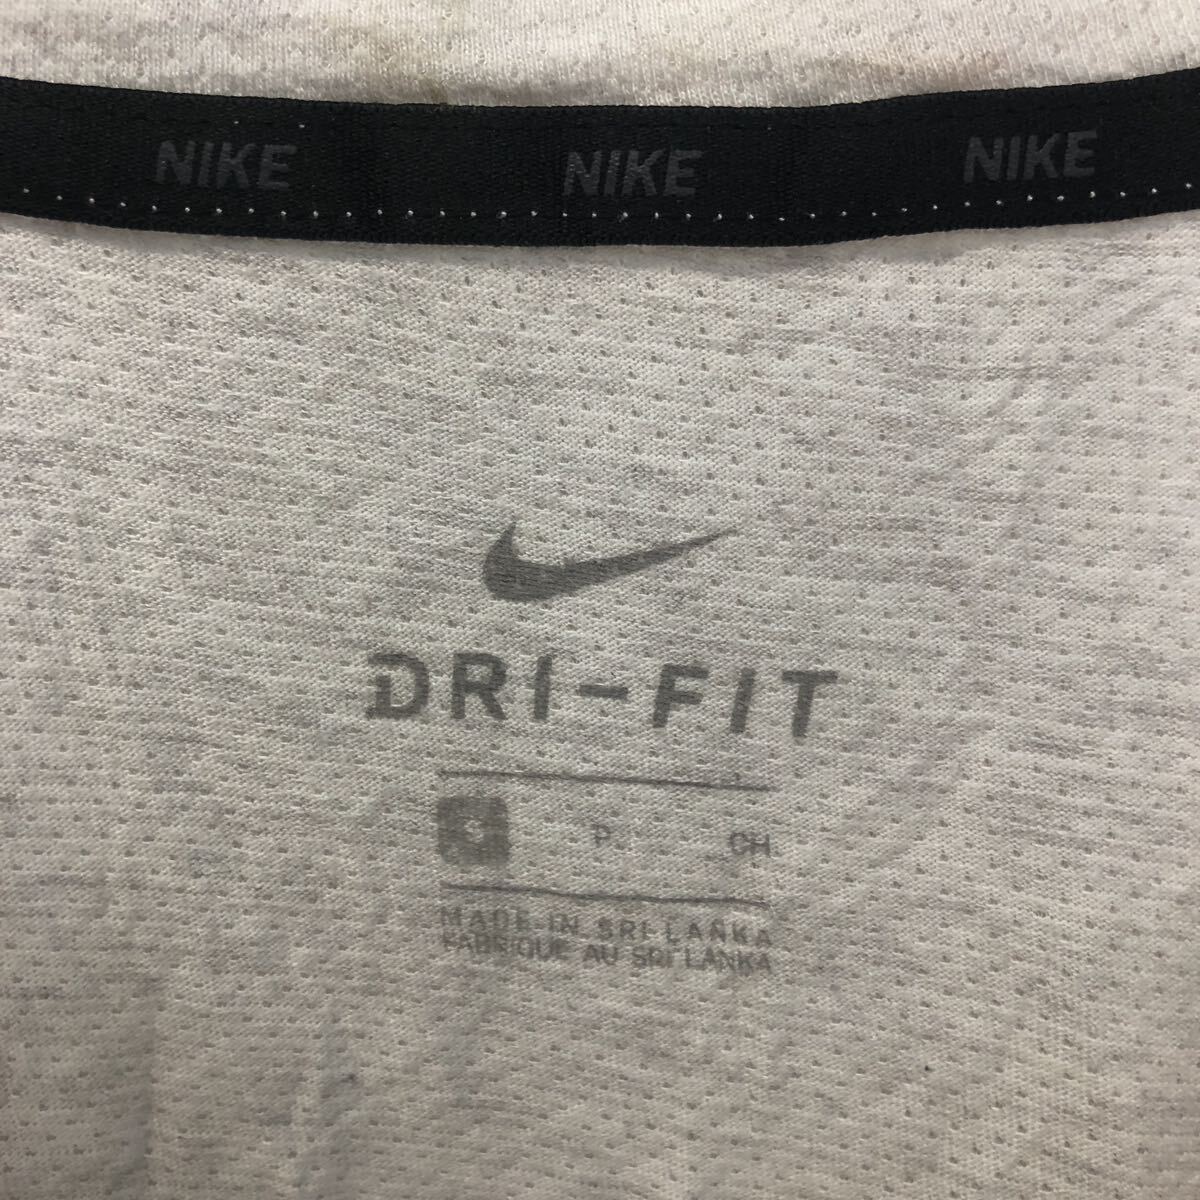 NIKE NIKE NIKE
DRI-FIT
P CH
MADE IN SRI LANKA
FABRIQUE AU SRI LANKA